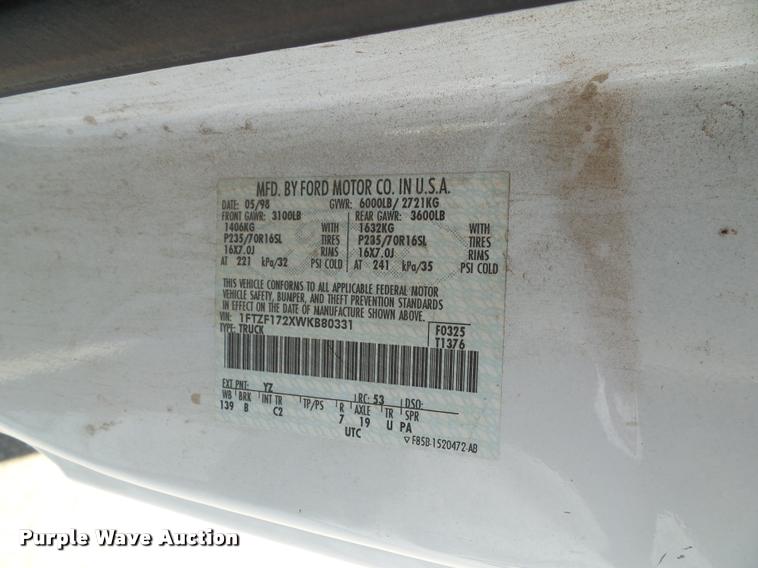 MFD. BY FORD MOTOR CO. IN U.S.A.
DATE: 05/98 GVWR: 6000LB/ 2721KG
FRONT GAWR: 3100LB REAR GAWR: 3600LB
1406KG WITH 1632KG WITH
P235/70R16SL TIRES P235/70R16SL TIRES
16X7.0J RIMS 16X7.0J RIMS
AT 221 kPa/32 PSI COLD AT 241 kPa/35 PSI COLD
THIS VEHICLE CONFORMS TO ALL APPLICABLE FEDERAL MOTOR
VEHICLE SAFETY, BUMPER, AND THEFT PREVENTION STANDARDS
IN EFFECT ON THE DATE OF MANUFACTURE SHOWN ABOVE.
VIN: 1FTZF172XWKB80331 F0325
TYPE: TRUCK T1376
EXT PNT: YZ RC: 53 DSO:
WB BRK INT TR TP/PS R AXLE TR SPR
139 B C2 7 19 U PA
UTC
F85B-1520472-AB
Purple Wave Auction